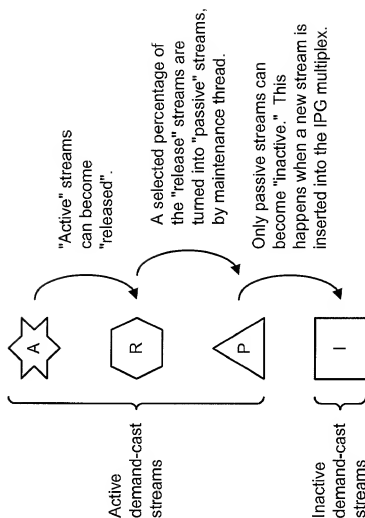 "Active" streams
can become
"released".
A selected percentage of
the "release" streams are
turned into "passive" streams,
by maintenance thread.
Only passive streams can
become "inactive." This
happens when a new stream is
inserted into the IPG multiplex.
A
R
P
I
Active
demand-cast
streams
Inactive
demand-cast
streams